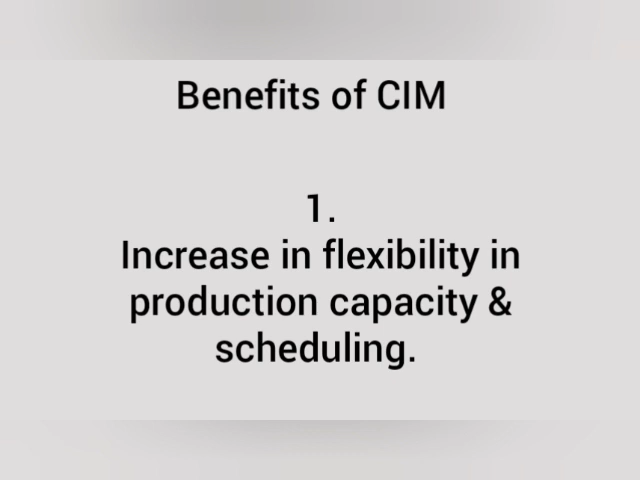 Benefits of CIM
1.
Increase in flexibility in
production capacity &
scheduling.